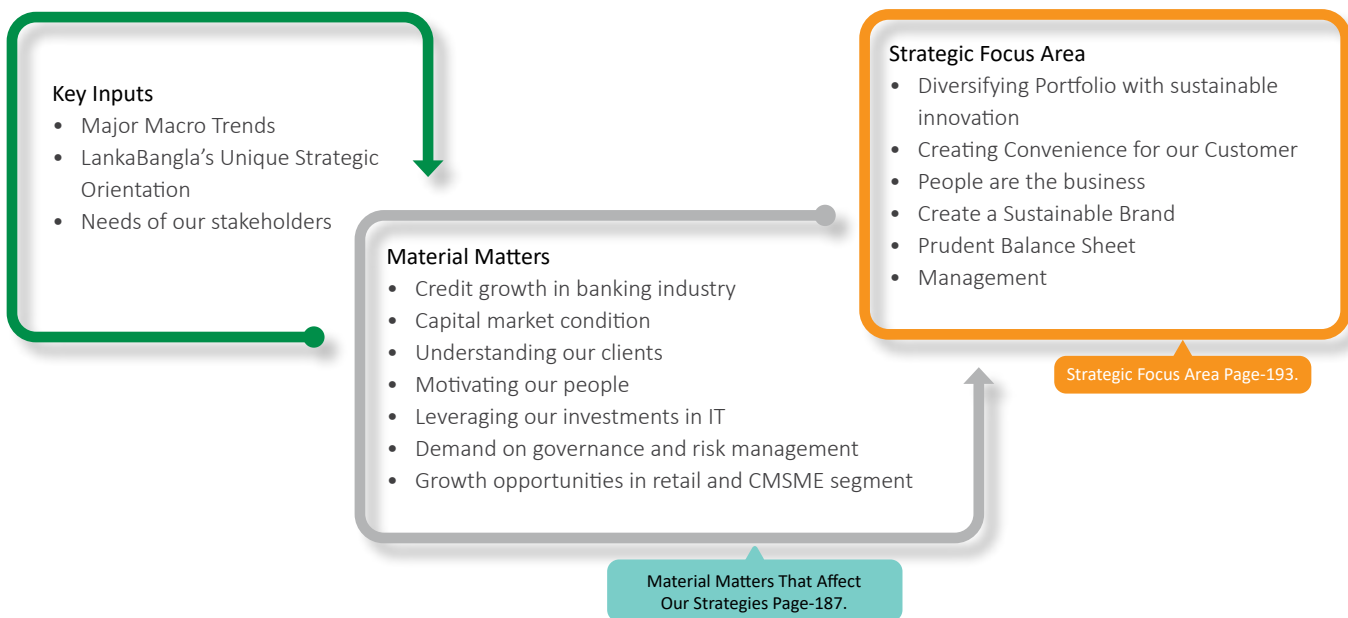 Key Inputs
• Major Macro Trends
• LankaBangla’s Unique Strategic
Orientation
• Needs of our stakeholders
Material Matters
• Credit growth in banking industry
• Capital market condition
• Understanding our clients
• Motivating our people
• Leveraging our investments in IT
• Demand on governance and risk management
• Growth opportunities in retail and CMSME segment
Material Matters That Affect
Our Strategies Page-187.
Strategic Focus Area
• Diversifying Portfolio with sustainable
innovation
• Creating Convenience for our Customer
• People are the business
• Create a Sustainable Brand
• Prudent Balance Sheet
• Management
Strategic Focus Area Page-193.